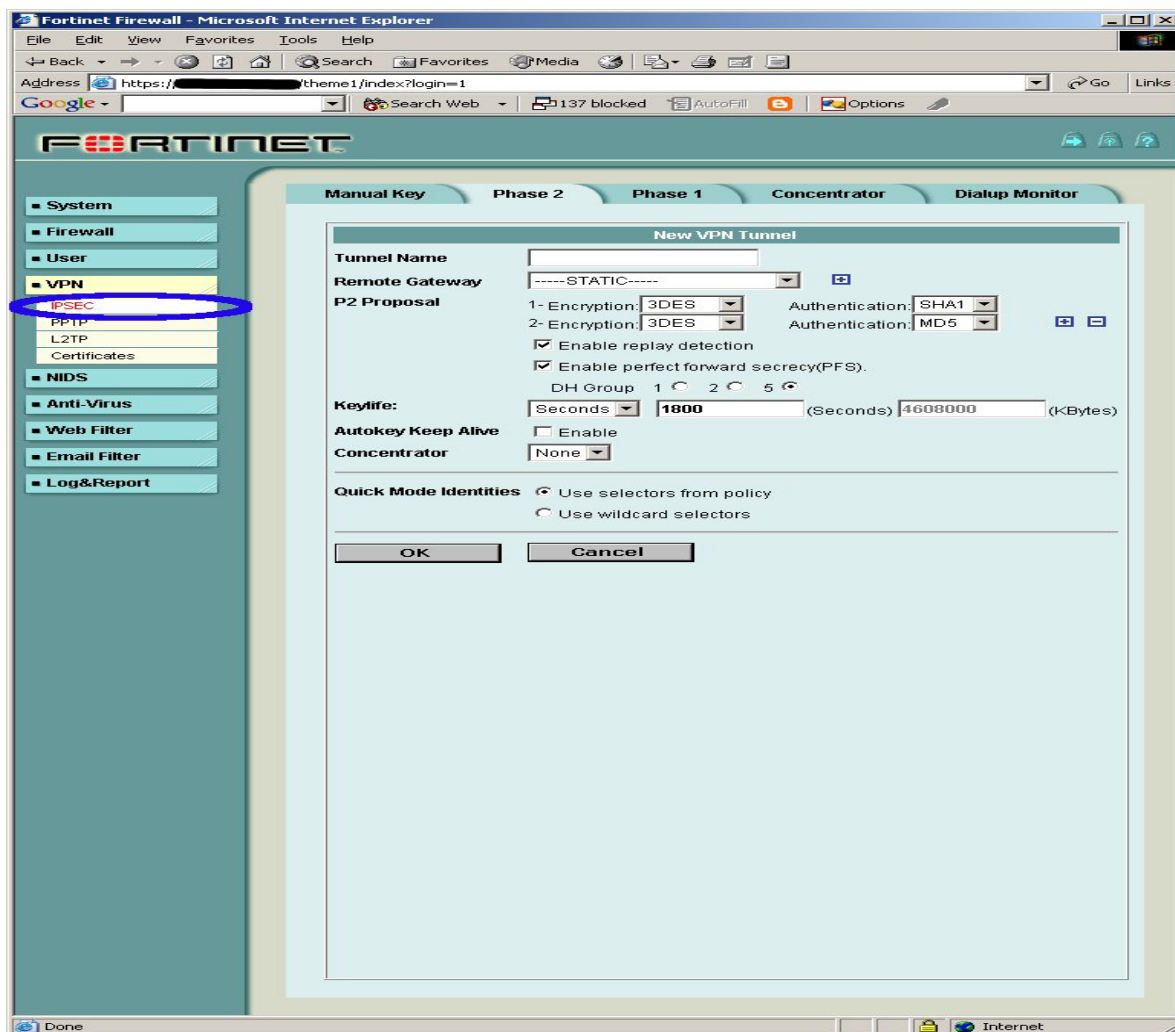 Fortinet Firewall - Microsoft Internet Explorer
File Edit View Favorites Tools Help
Back Search Favorites Media
Address https:// /theme1/index?login=1 Go Links
Google Search Web 137 blocked AutoFill Options
FORTINET
Manual Key Phase 2 Phase 1 Concentrator Dialup Monitor
System
Firewall
User
VPN
IPSEC
PPTP
L2TP
Certificates
NIDS
Anti-Virus
Web Filter
Email Filter
Log&Report
New VPN Tunnel
Tunnel Name
Remote Gateway -----STATIC-----
P2 Proposal 1- Encryption: 3DES Authentication: SHA1
2- Encryption: 3DES Authentication: MD5
Enable replay detection
Enable perfect forward secrecy(PFS).
DH Group 1 2 5
Keylife: Seconds 1800 (Seconds) 4608000 (KBytes)
Autokey Keep Alive Enable
Concentrator None
Quick Mode Identities Use selectors from policy
Use wildcard selectors
OK Cancel
Done Internet